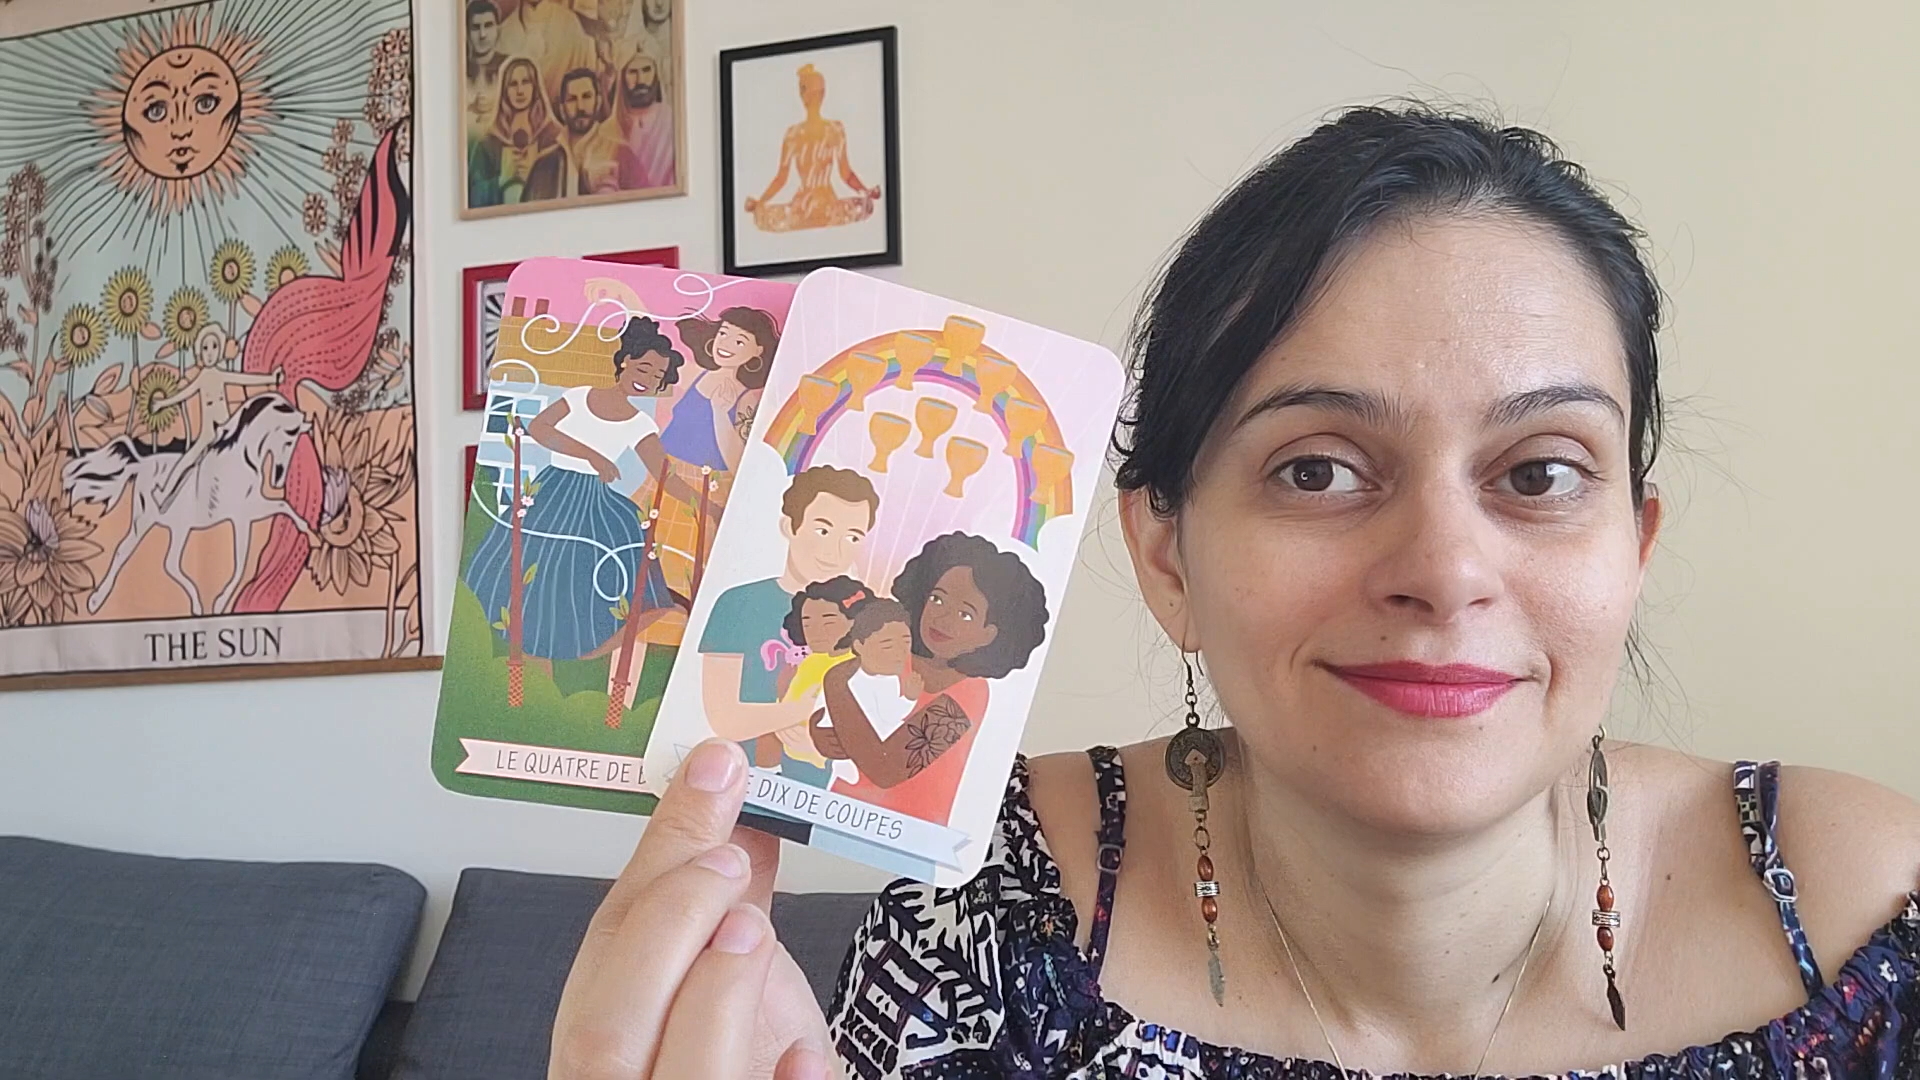 THE SUN
LE QUATRE DE
DIX DE COUPES